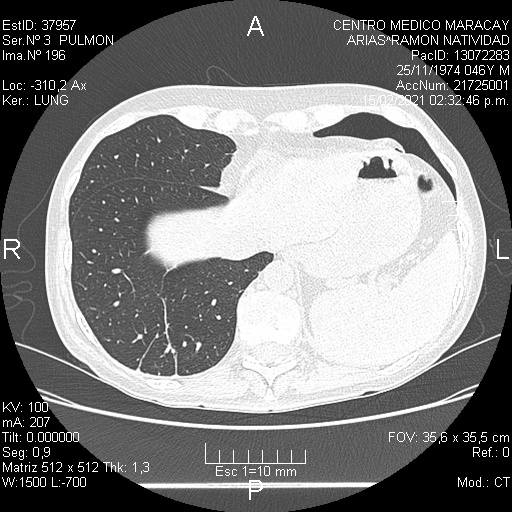 EstID: 37957
Ser.Nº 3 PULMON
Ima.Nº 196
Loc: -310,2 Ax
Ker.: LUNG
A
CENTRO MEDICO MARACAY
ARIAS^RAMON NATIVIDAD
PacID: 13072283
25/11/1974 046Y M
AccNum: 21725001
15/02/2021 02:32:46 p.m.
R
L
KV: 100
mA: 207
Tilt: 0.000000
Seg: 0,9
Matriz 512 x 512 Thk: 1,3
W:1500 L:-700
Esc 1=10 mm
P
FOV: 35,6 x 35,5 cm
Ref.: 0
Mod.: CT